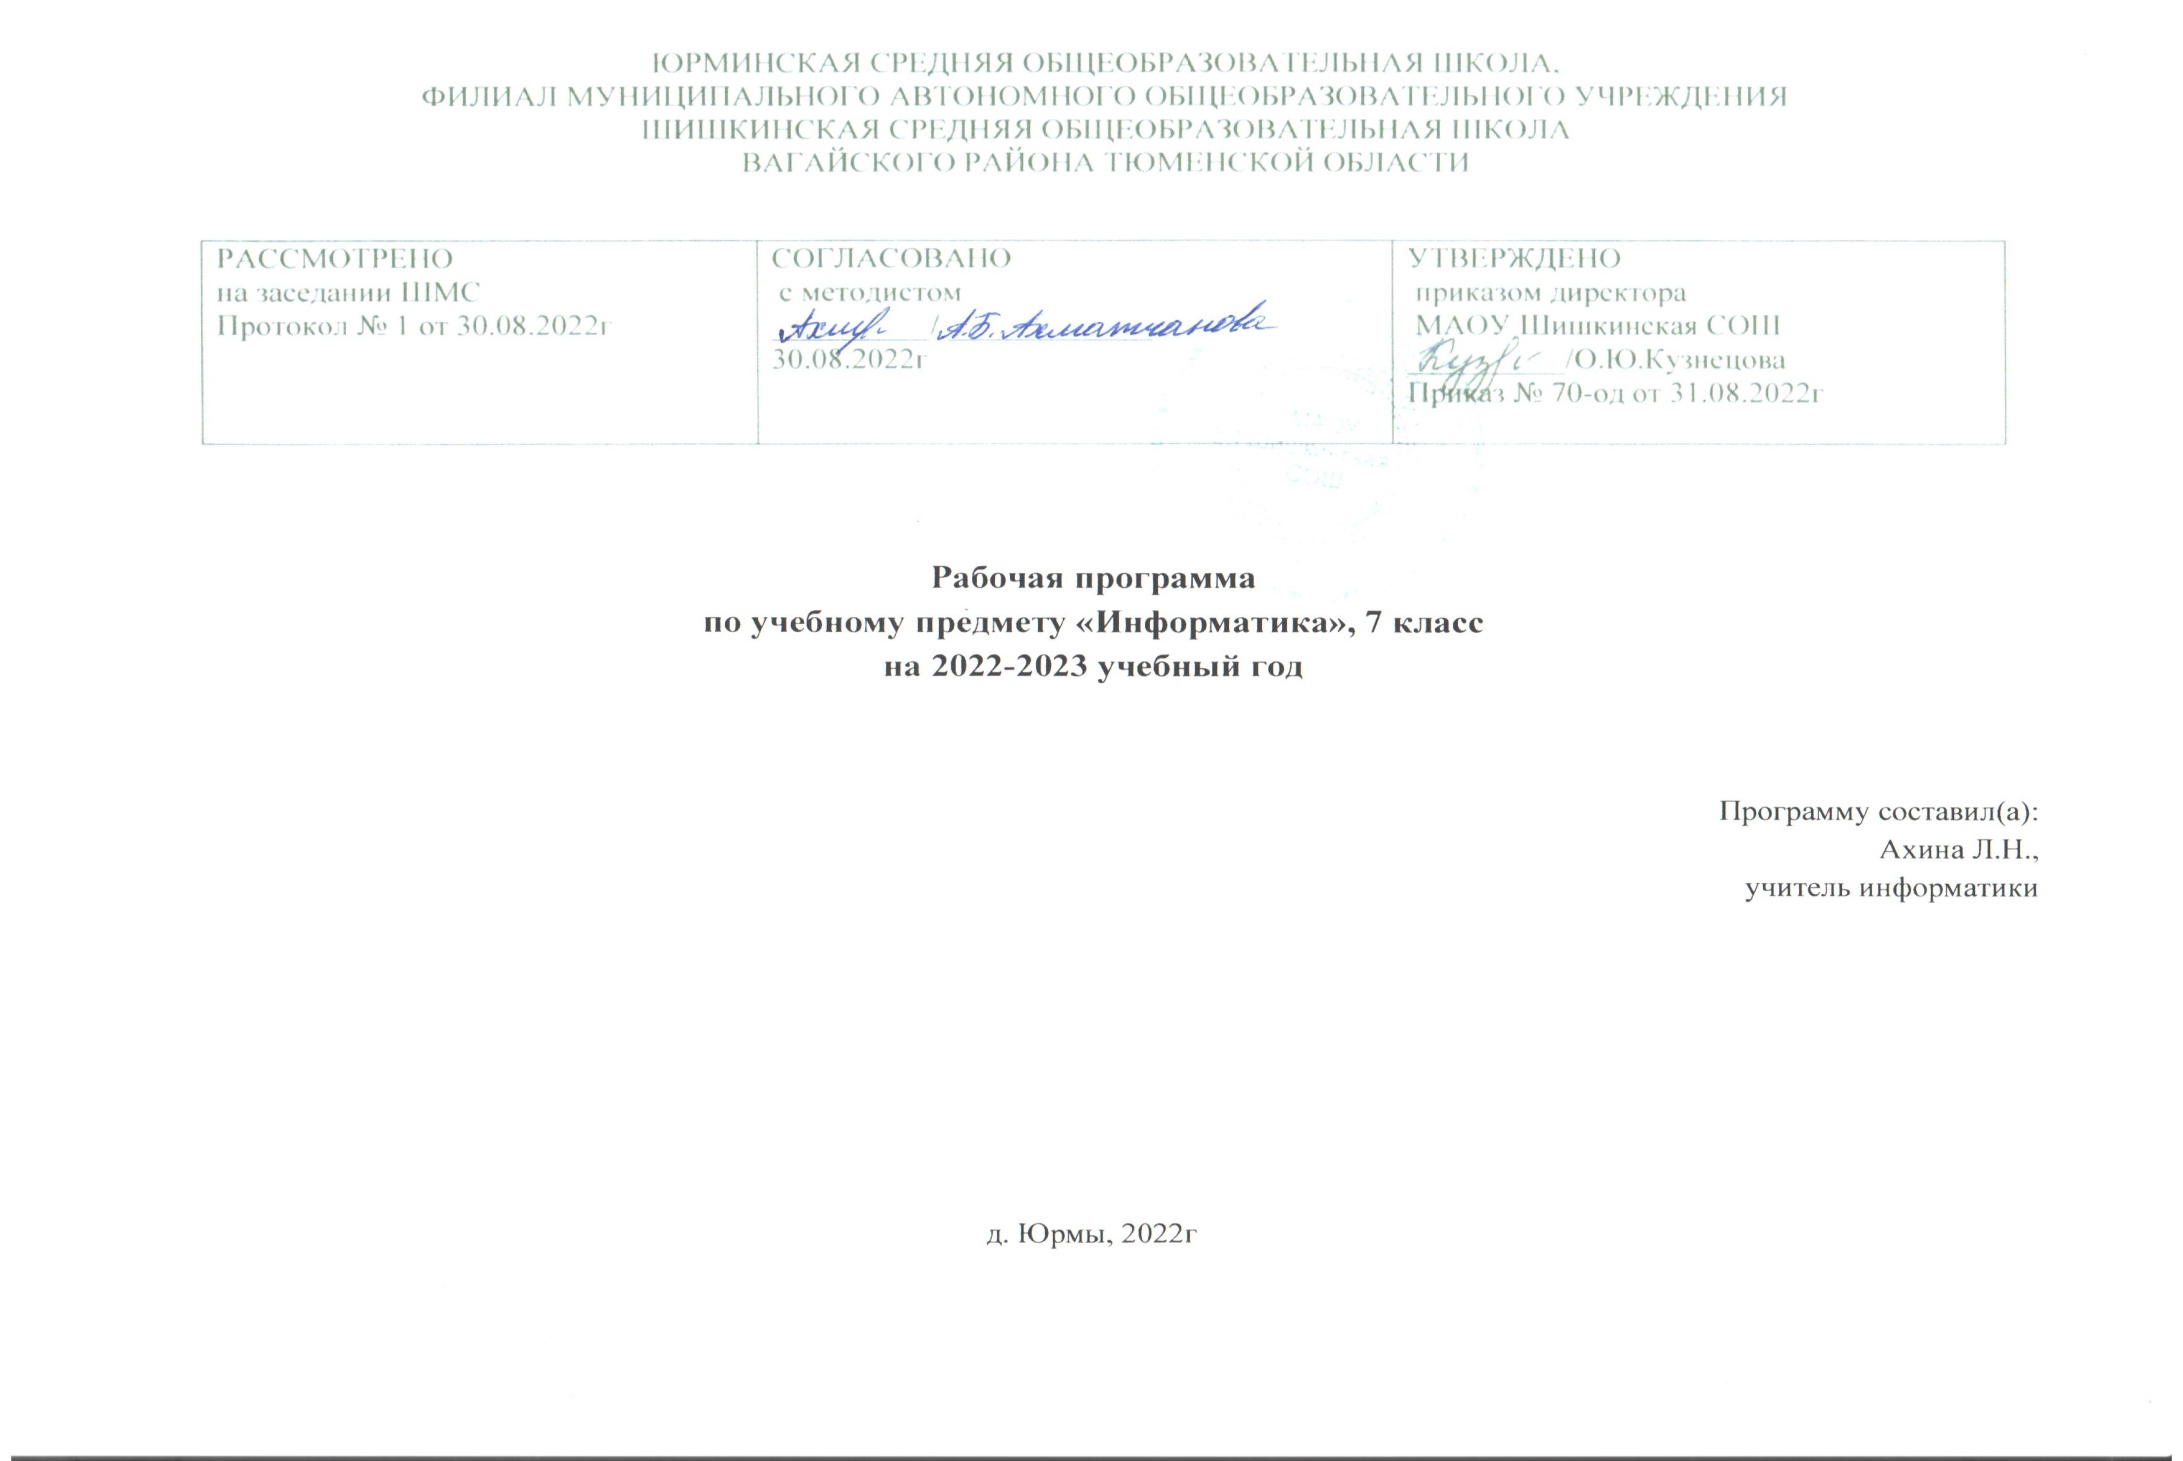 ЮРМИНСКАЯ СРЕДНЯЯ ОБЩЕОБРАЗОВАТЕЛЬНАЯ ШКОЛА,
ФИЛИАЛ МУНИЦИПАЛЬНОГО АВТОНОМНОГО ОБЩЕОБРАЗОВАТЕЛЬНОГО УЧРЕЖДЕНИЯ
ШИШКИНСКАЯ СРЕДНЯЯ ОБЩЕОБРАЗОВАТЕЛЬНАЯ ШКОЛА
ВАГАЙСКОГО РАЙОНА ТЮМЕНСКОЙ ОБЛАСТИ
РАССМОТРЕНО
на заседании ШМС
Протокол № 1 от 30.08.2022г
СОГЛАСОВАНО
с методистом
/А.Б. Ахматчанова
30.08.2022г
УТВЕРЖДЕНО
приказом директора
МАОУ Шишкинская СОШ
/О.Ю.Кузнецова
Приказ № 70-од от 31.08.2022г
МАОУ
СОШ
Рабочая программа
по учебному предмету «Информатика», 7 класс
на 2022-2023 учебный год
Программу составил(а):
Ахина Л.Н.,
учитель информатики
д. Юрмы, 2022г